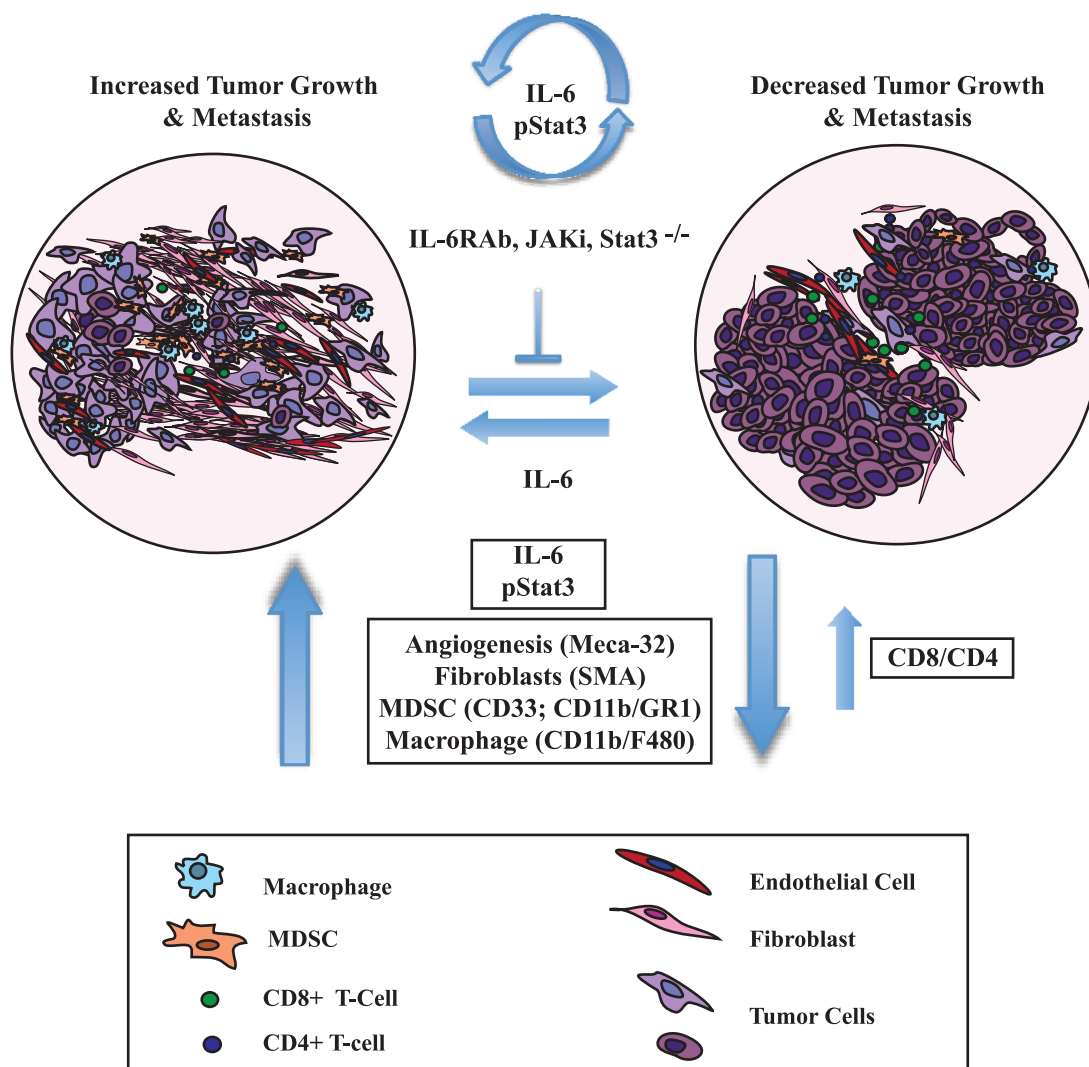 Increased Tumor Growth
& Metastasis
IL-6
pStat3
Decreased Tumor Growth
& Metastasis
IL-6RAb, JAKi, Stat3 -/-
IL-6
IL-6
pStat3
Angiogenesis (Meca-32)
Fibroblasts (SMA)
MDSC (CD33; CD11b/GR1)
Macrophage (CD11b/F480)
CD8/CD4
Macrophage
MDSC
CD8+ T-Cell
CD4+ T-cell
Endothelial Cell
Fibroblast
Tumor Cells